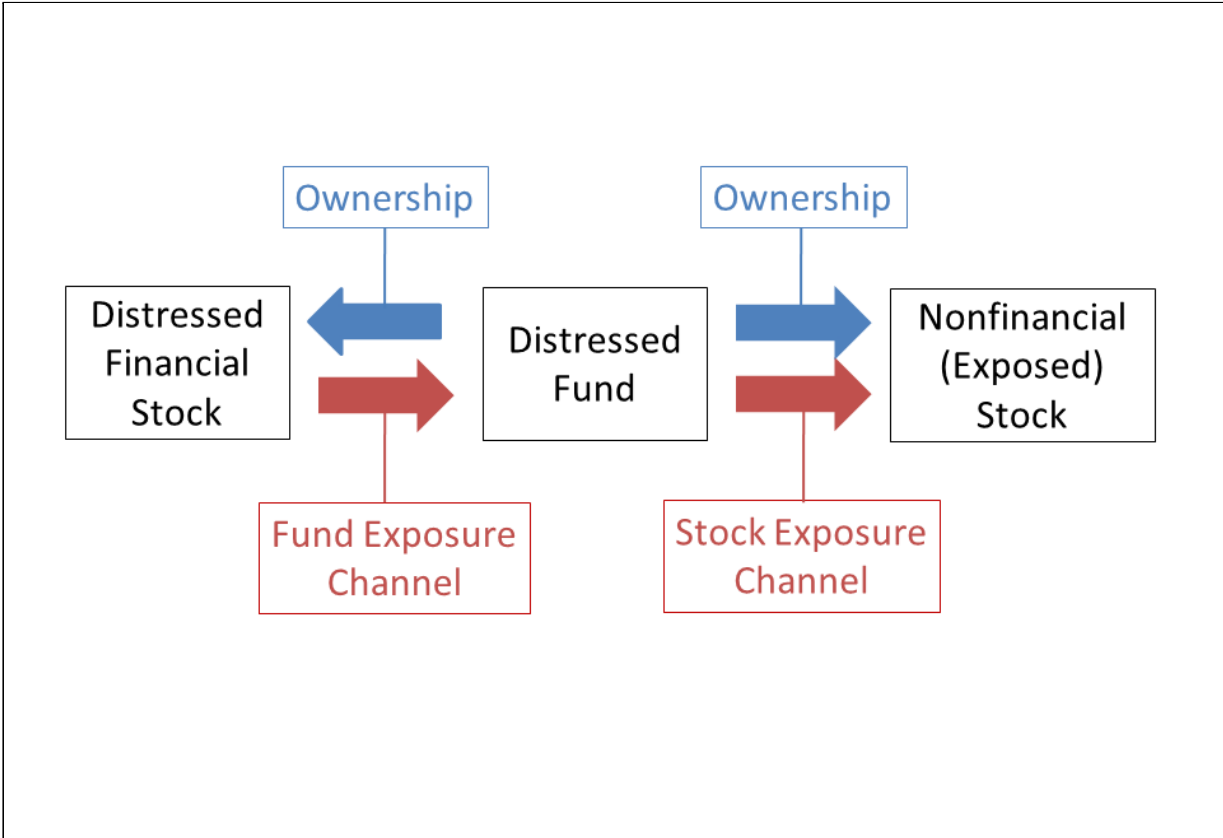 Ownership
Ownership
Distressed
Financial
Stock
Distressed
Fund
Nonfinancial
(Exposed)
Stock
Fund Exposure
Channel
Stock Exposure
Channel